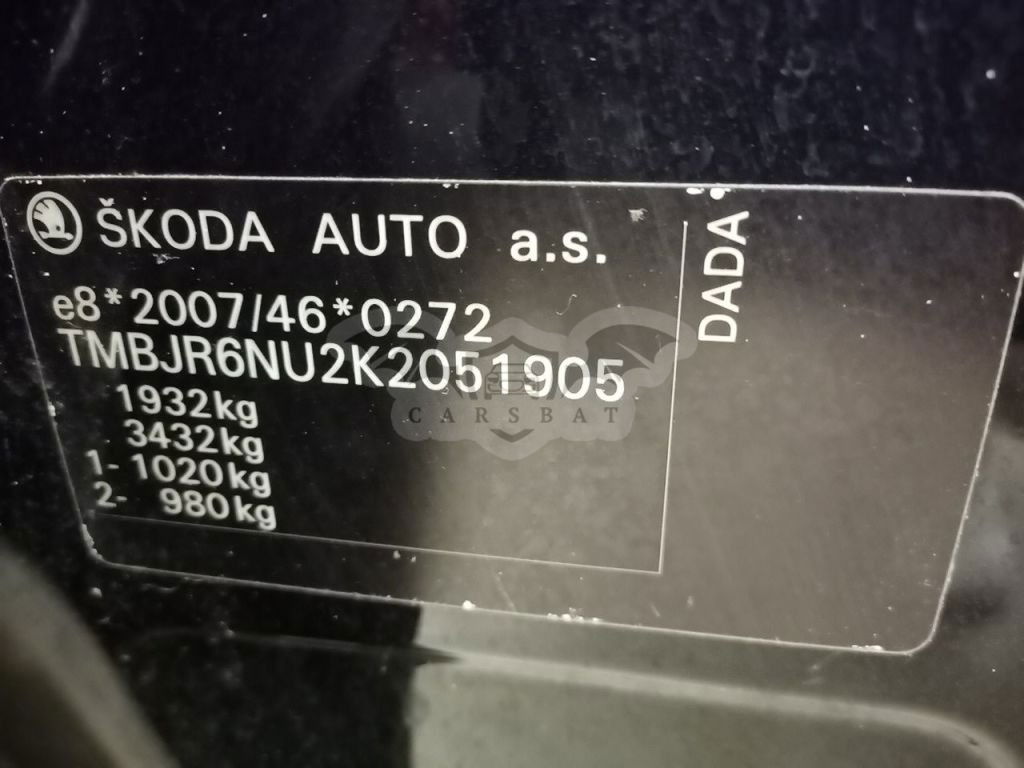 ŠKODA AUTO a.s.
e8*2007/46*0272
TMBJR6NU2K2051905
1932kg
3432kg
1- 1020kg
2- 980kg
DADA
CARSBAT